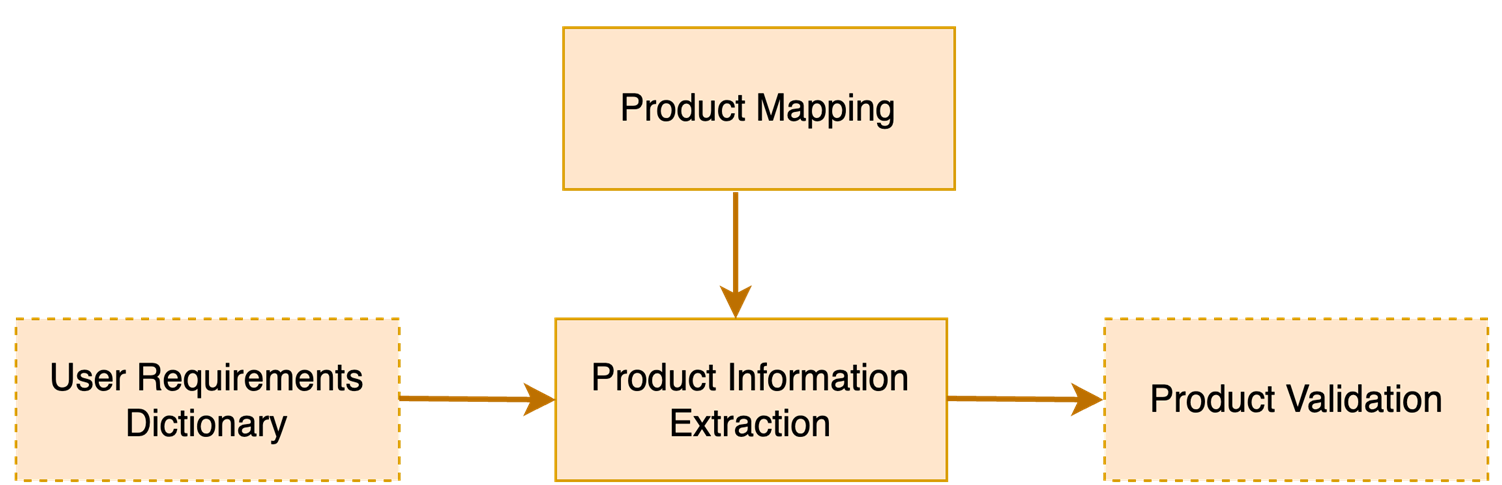 Product Mapping
User Requirements
Dictionary
Product Information
Extraction
Product Validation